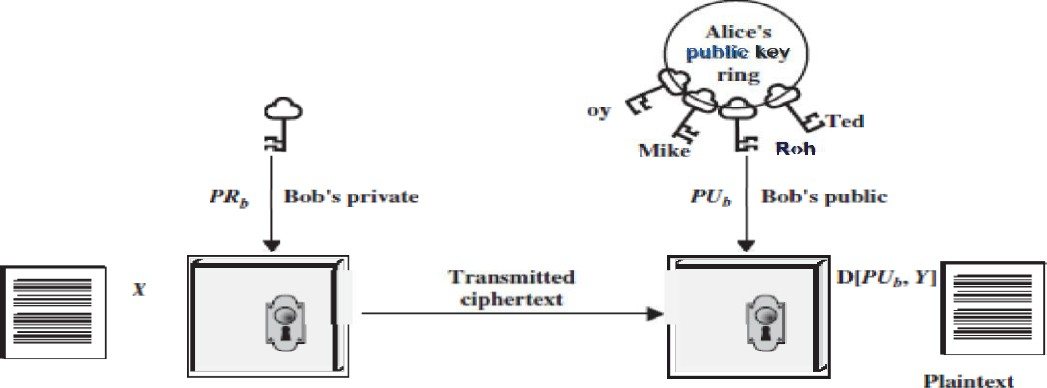 Alice's
public key
ring
oy
Ted
Mike
Roh
PRb
Bob's private
PUb
Bob's public
X
Transmitted
ciphertext
D[PUb, Y]
Plaintext